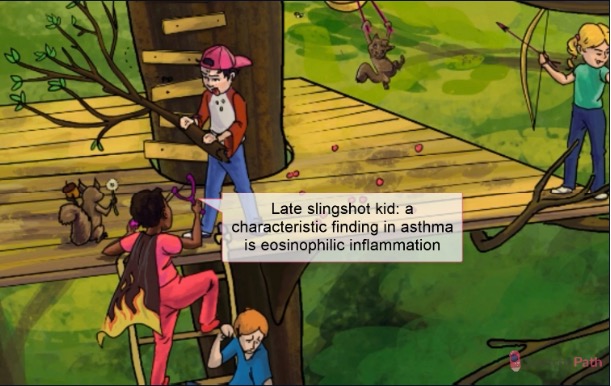 Late slingshot kid: a
characteristic finding in asthma
is eosinophilic inflammation
Path